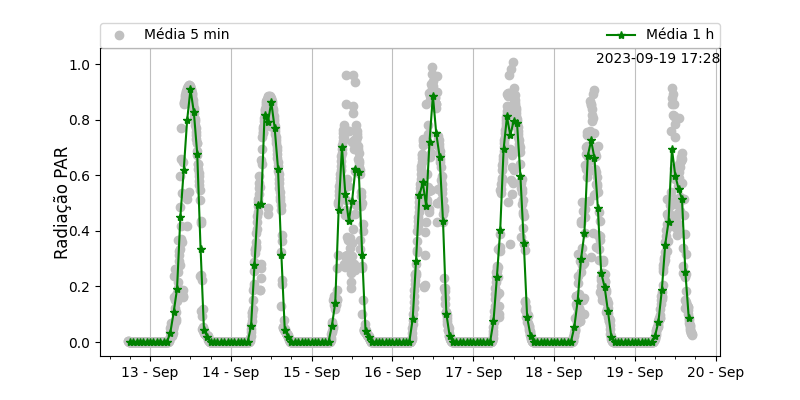 Média 5 min
Média 1 h
2023-09-19 17:28
Radiação PAR
1.0
0.8
0.6
0.4
0.2
0.0
13 - Sep
14 - Sep
15 - Sep
16 - Sep
17 - Sep
18 - Sep
19 - Sep
20 - Sep